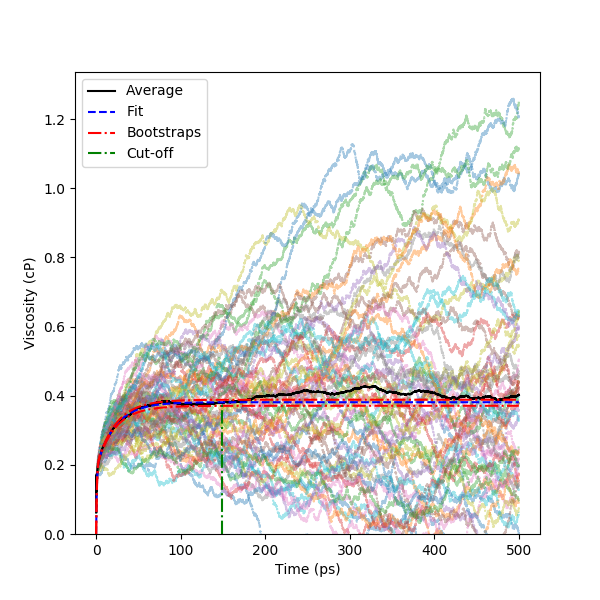 Average
Fit
Bootstraps
Cut-off
1.2
1.0
0.8
0.6
0.4
0.2
0.0
Viscosity (cP)
0 100 200 300 400 500
Time (ps)